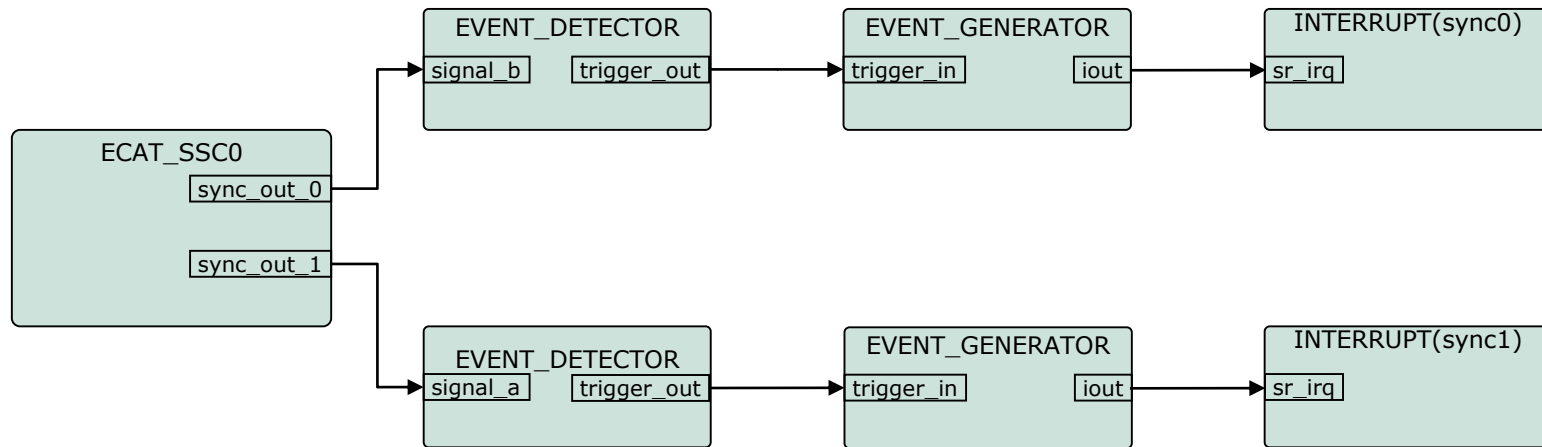 EVENT_DETECTOR
signal_b
trigger_out
EVENT_GENERATOR
trigger_in
iout
INTERRUPT(sync0)
sr_irq
ECAT_SSC0
sync_out_0
sync_out_1
EVENT_DETECTOR
signal_a
trigger_out
EVENT_GENERATOR
trigger_in
iout
INTERRUPT(sync1)
sr_irq